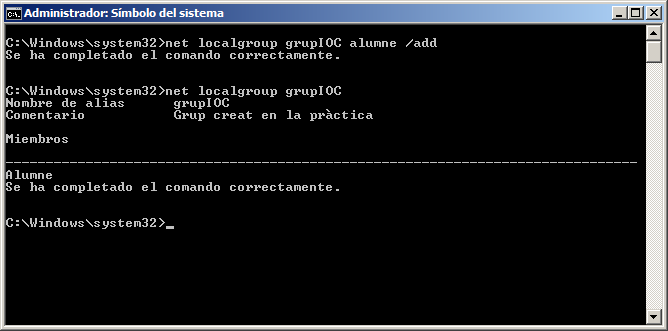 Administrador: Símbolo del sistema
C:\Windows\system32>net localgroup grupIOC alumne /add
Se ha completado el comando correctamente.
C:\Windows\system32>net localgroup grupIOC
Nombre de alias      grupIOC
Comentario           Grup creat en la pràctica
Miembros
-------------------------------------------------------------------------------
Alumne
Se ha completado el comando correctamente.
C:\Windows\system32>_